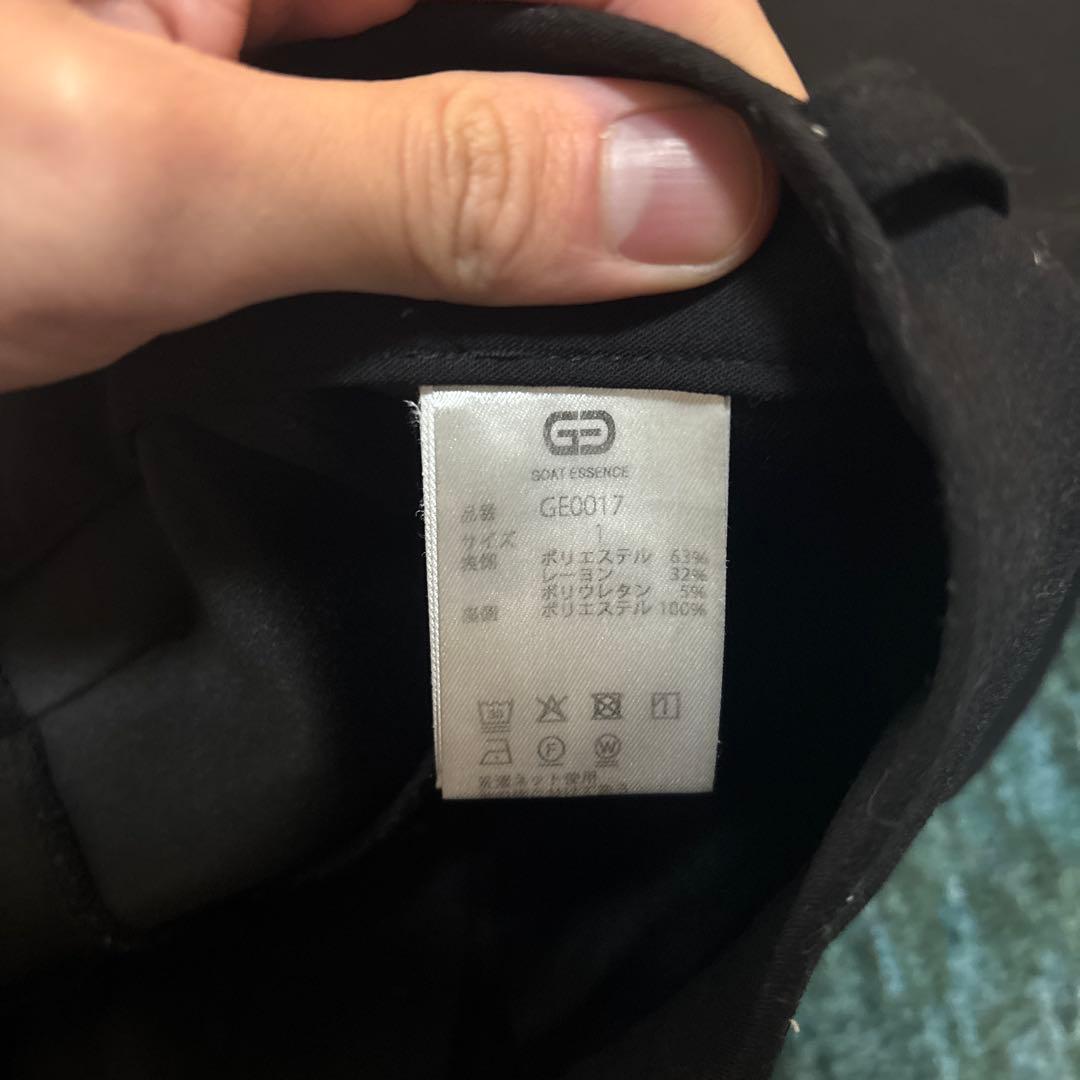 GOAT ESSENCE
品番 GE0017
サイズ 1
表側 ポリエステル 63%
レーヨン 32%
ポリウレタン 5%
裏側 ポリエステル 100%
30
F W
洗濯ネット使用